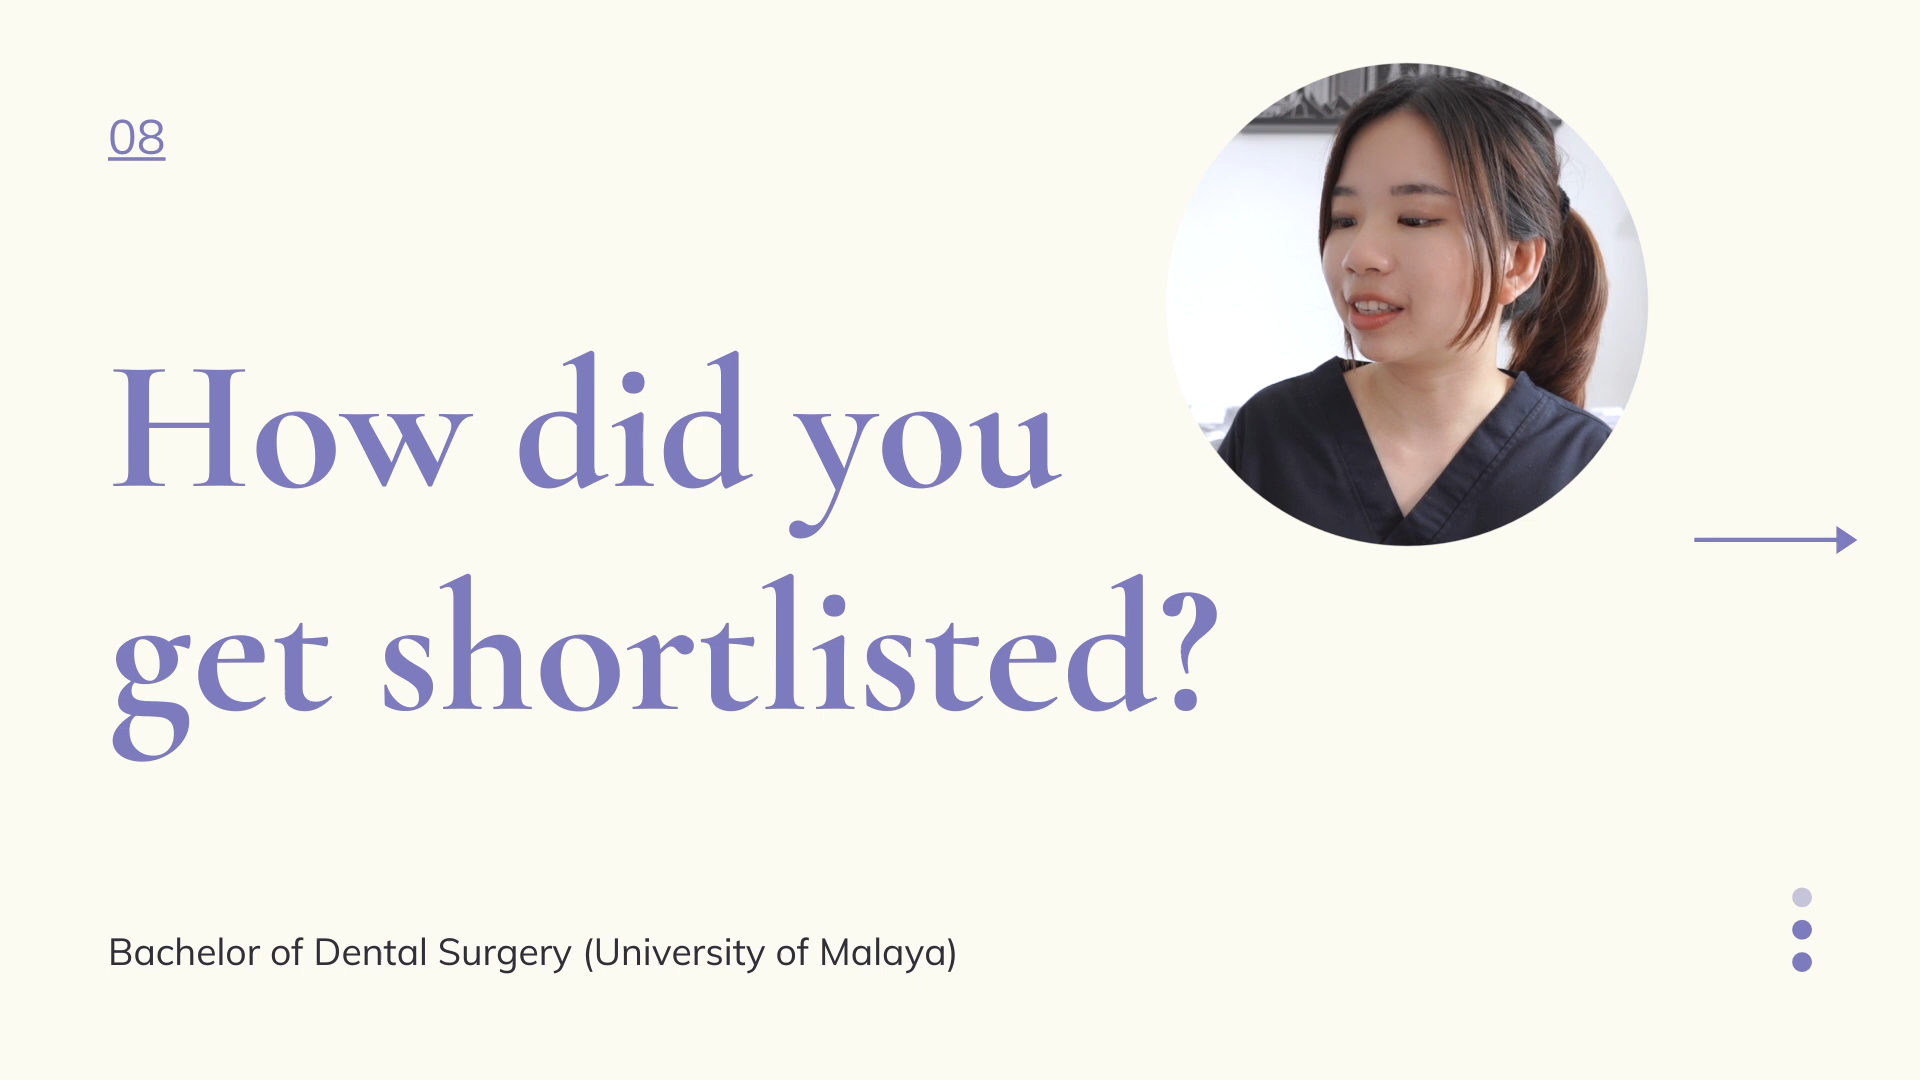 08
How did you
get shortlisted?
Bachelor of Dental Surgery (University of Malaya)